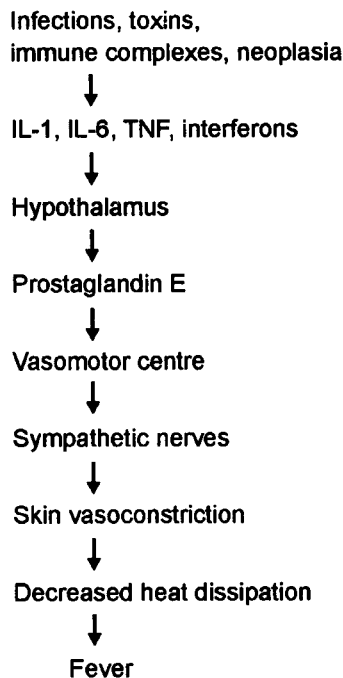 Infections, toxins,
immune complexes, neoplasia
IL-1, IL-6, TNF, interferons
Hypothalamus
Prostaglandin E
Vasomotor centre
Sympathetic nerves
Skin vasoconstriction
Decreased heat dissipation
Fever